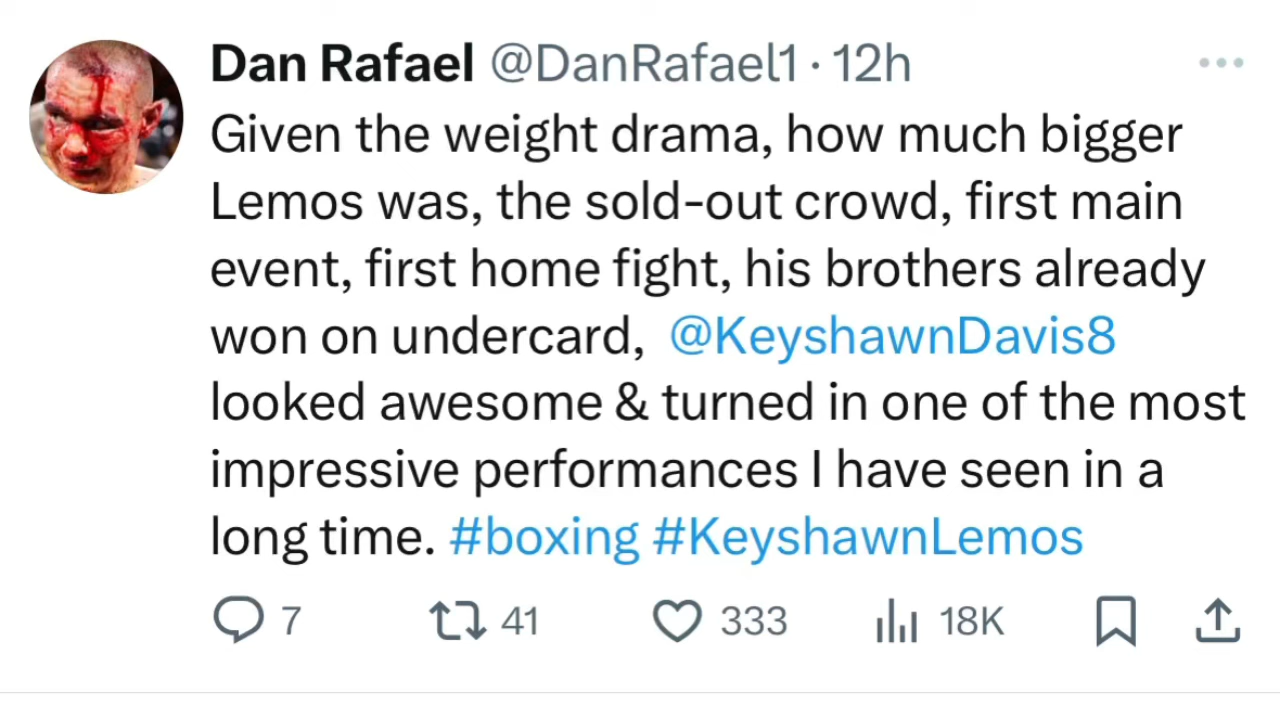 Dan Rafael @DanRafael1 · 12h
Given the weight drama, how much bigger
Lemos was, the sold-out crowd, first main
event, first home fight, his brothers already
won on undercard, @KeyshawnDavis8
looked awesome & turned in one of the most
impressive performances I have seen in a
long time. #boxing #KeyshawnLemos
7 41 333 18K